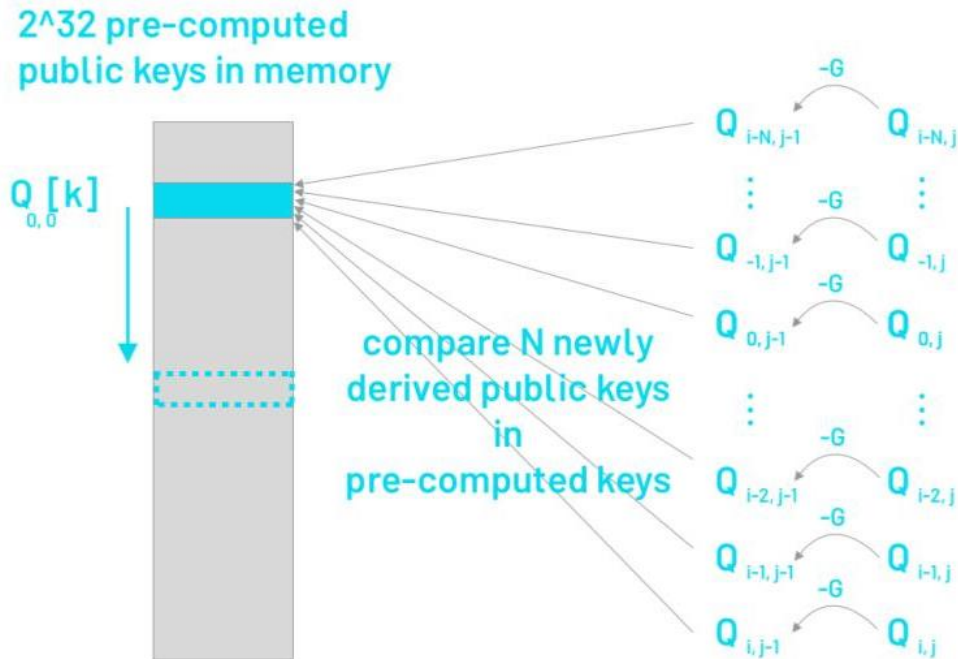 2^32 pre-computed
public keys in memory
-G
Q i-N, j-1 Q i-N, j
⋮ ⋮
Q 0, 0 [k]
-G
Q -1, j-1 Q -1, j
-G
Q 0, j-1 Q 0, j
compare N newly
derived public keys
in
pre-computed keys
⋮ ⋮
-G
Q i-2, j-1 Q i-2, j
-G
Q i-1, j-1 Q i-1, j
-G
Q i, j-1 Q i, j